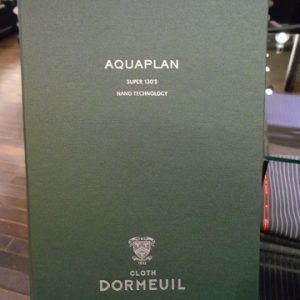 AQUAPLAN
SUPER 130'S
NANO TECHNOLOGY
CLOTH
DORMEUIL